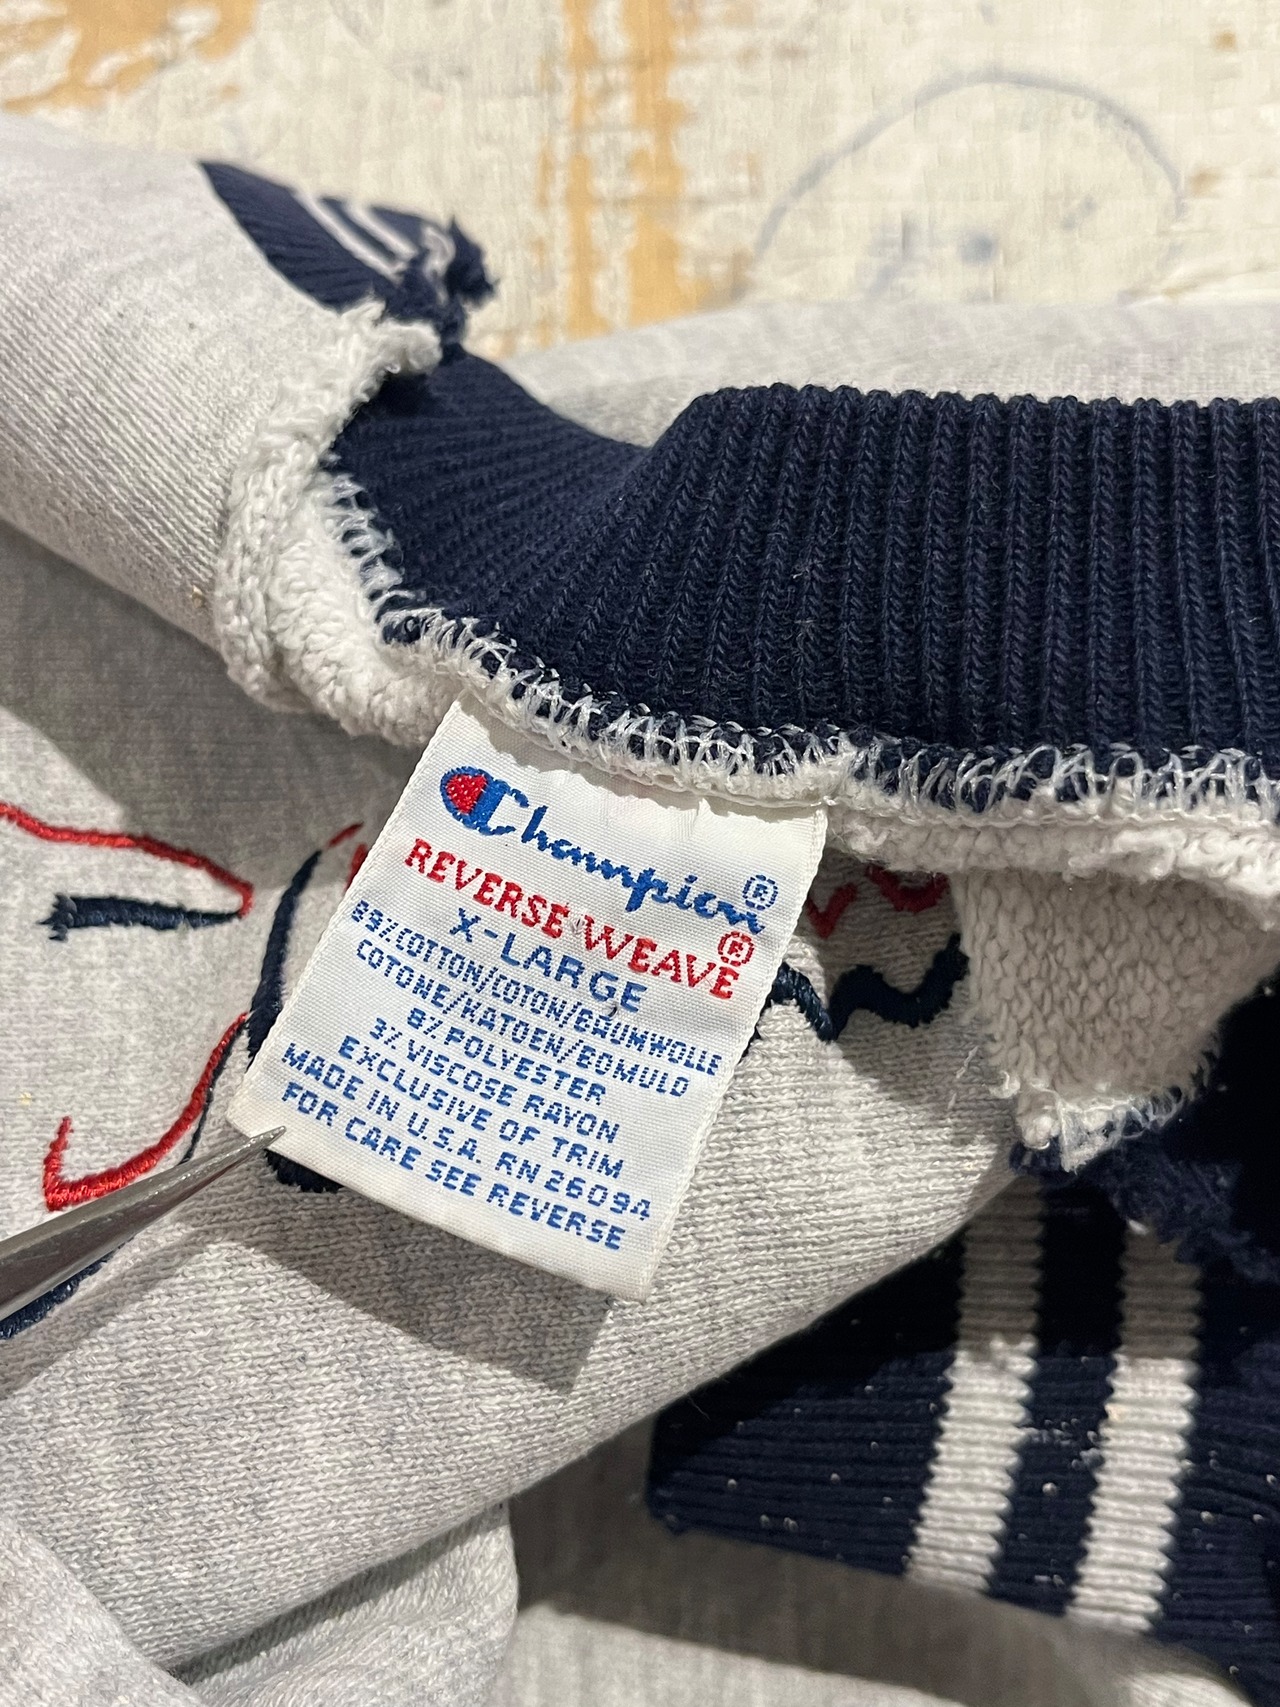 Champion®
REVERSE WEAVE®
X-LARGE
89% COTTON/COTON/BAUMWOLLE
COTONE/KATOEN/BOMULD
8% POLYESTER
3% VISCOSE RAYON
EXCLUSIVE OF TRIM
MADE IN U.S.A. RN 26094
FOR CARE SEE REVERSE